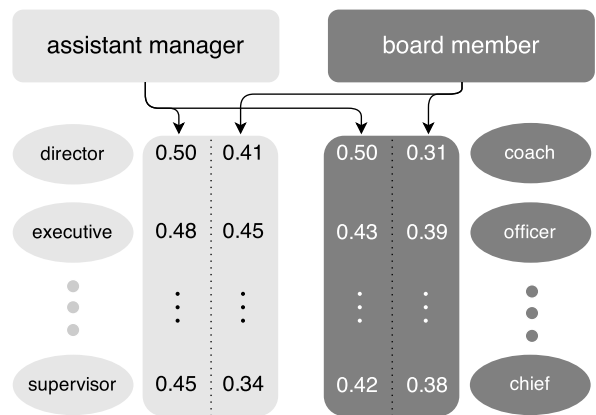 assistant manager board member
director 0.50 0.41 0.50 0.31 coach
executive 0.48 0.45 0.43 0.39 officer
supervisor 0.45 0.34 0.42 0.38 chief